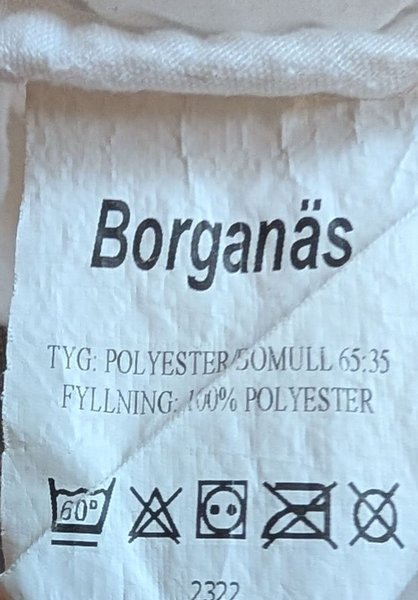 Borganäs
TYG: POLYESTER/BOMULL 65:35
FYLLNING: 100% POLYESTER
60°
2322